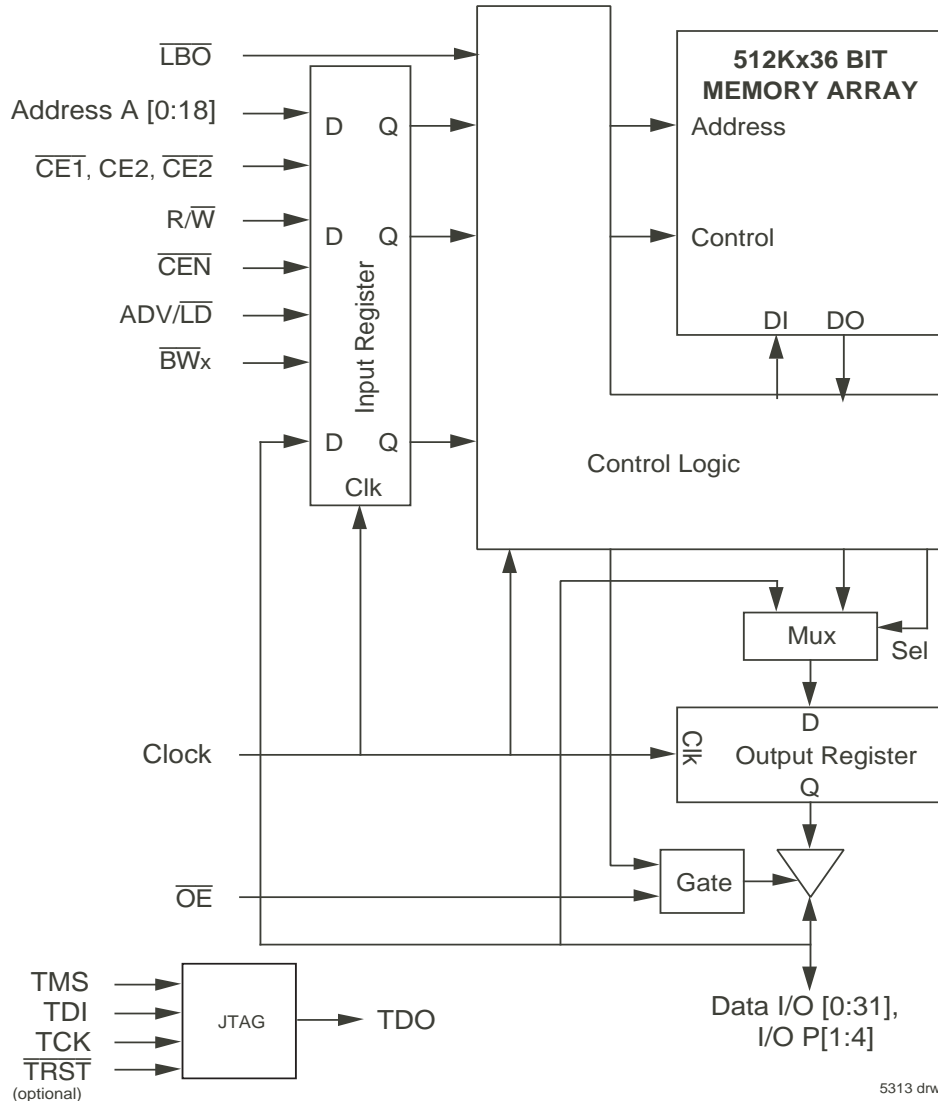 LBO
Address A [0:18]
CE1, CE2, CE2
R/W
CEN
ADV/LD
BWx
D Q
D Q
D Q
Input Register
Clk
512Kx36 BIT
MEMORY ARRAY
Address
Control
DI DO
Control Logic
Mux
Sel
Clock
D
Clk
Output Register
Q
OE
Gate
TMS
TDI
TCK
TRST
(optional)
JTAG
TDO
Data I/O [0:31],
I/O P[1:4]
5313 drw